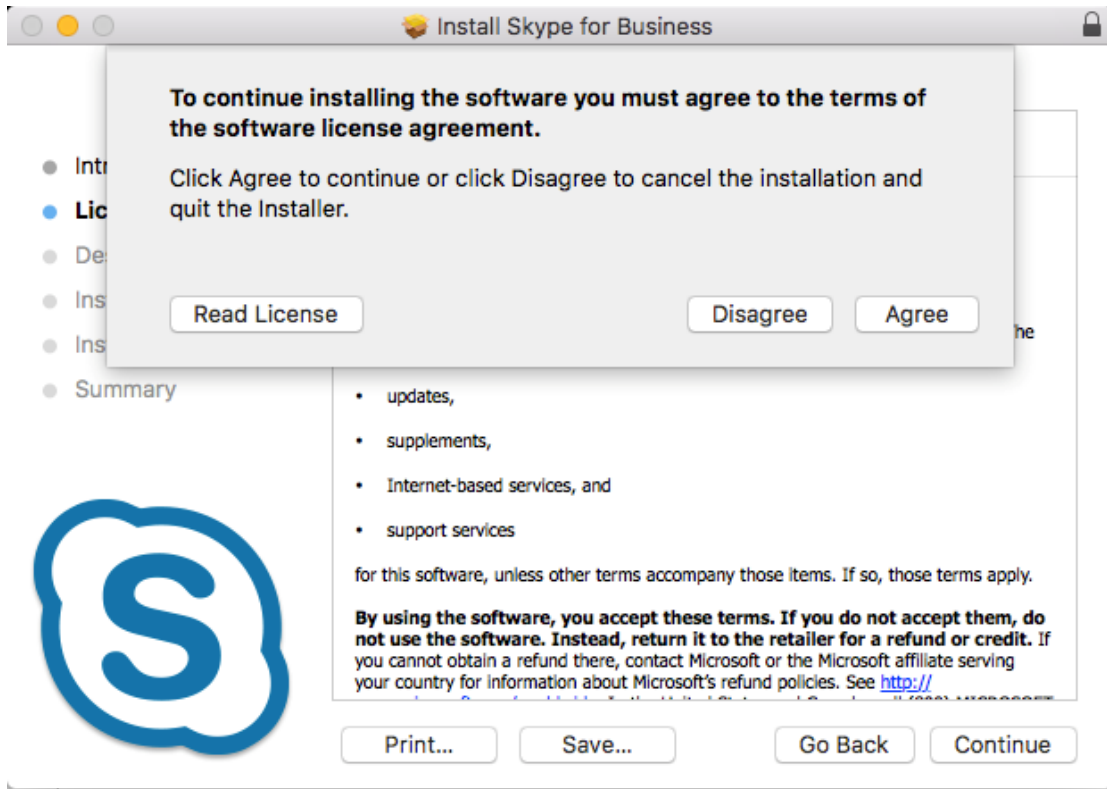 Install Skype for Business
To continue installing the software you must agree to the terms of
the software license agreement.
Click Agree to continue or click Disagree to cancel the installation and
quit the Installer.
Read License
Disagree
Agree
Intr
Lic
De
Ins
Ins
Summary
he
• updates,
• supplements,
• Internet-based services, and
• support services
for this software, unless other terms accompany those items. If so, those terms apply.
By using the software, you accept these terms. If you do not accept them, do
not use the software. Instead, return it to the retailer for a refund or credit. If
you cannot obtain a refund there, contact Microsoft or the Microsoft affiliate serving
your country for information about Microsoft's refund policies. See http://
S
Print...
Save...
Go Back
Continue